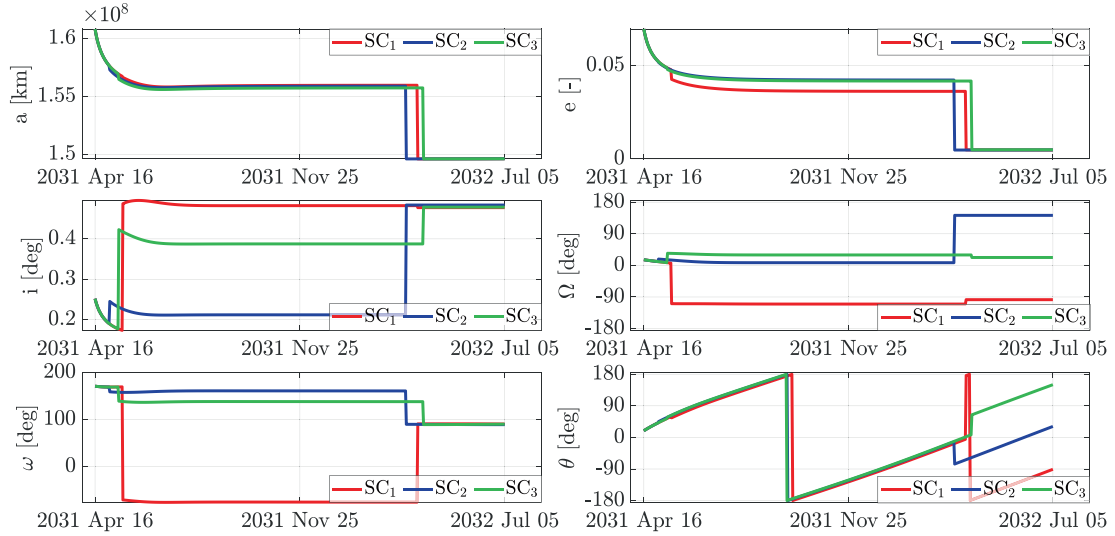 ×10⁸
1.6
1.55
1.5
a [km]
SC₁ SC₂ SC₃
2031 Apr 16 2031 Nov 25 2032 Jul 05
0.05
0
e [-]
SC₁ SC₂ SC₃
2031 Apr 16 2031 Nov 25 2032 Jul 05
0.4
0.3
0.2
i [deg]
SC₁ SC₂ SC₃
2031 Apr 16 2031 Nov 25 2032 Jul 05
180
90
0
-90
-180
Ω [deg]
SC₁ SC₂ SC₃
2031 Apr 16 2031 Nov 25 2032 Jul 05
200
100
0
ω [deg]
SC₁ SC₂ SC₃
2031 Apr 16 2031 Nov 25 2032 Jul 05
180
90
0
-90
-180
θ [deg]
SC₁ SC₂ SC₃
2031 Apr 16 2031 Nov 25 2032 Jul 05